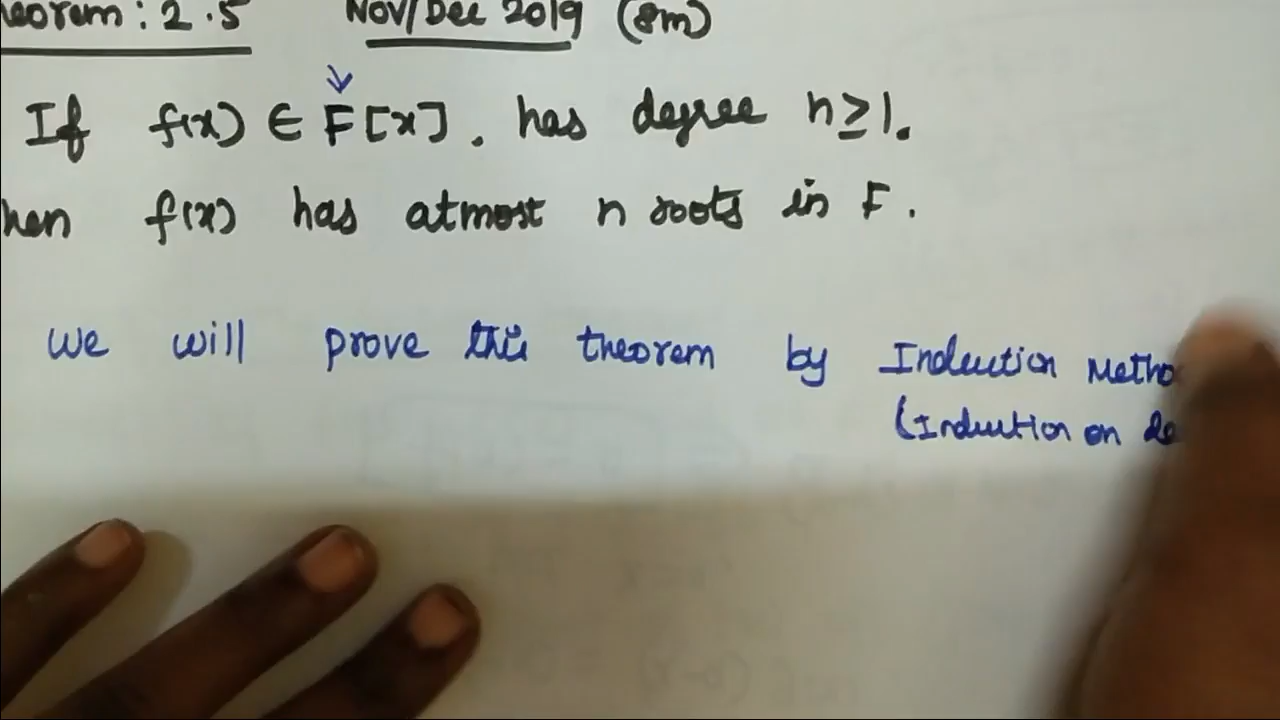 eorem: 2.5 Nov/Dec 2019 (8m)
If f(x) ∈ F[x]. has degree n≥1.
hen f(x) has atmost n roots in F.
We will prove this theorem by Induction Metho
(Induction on de